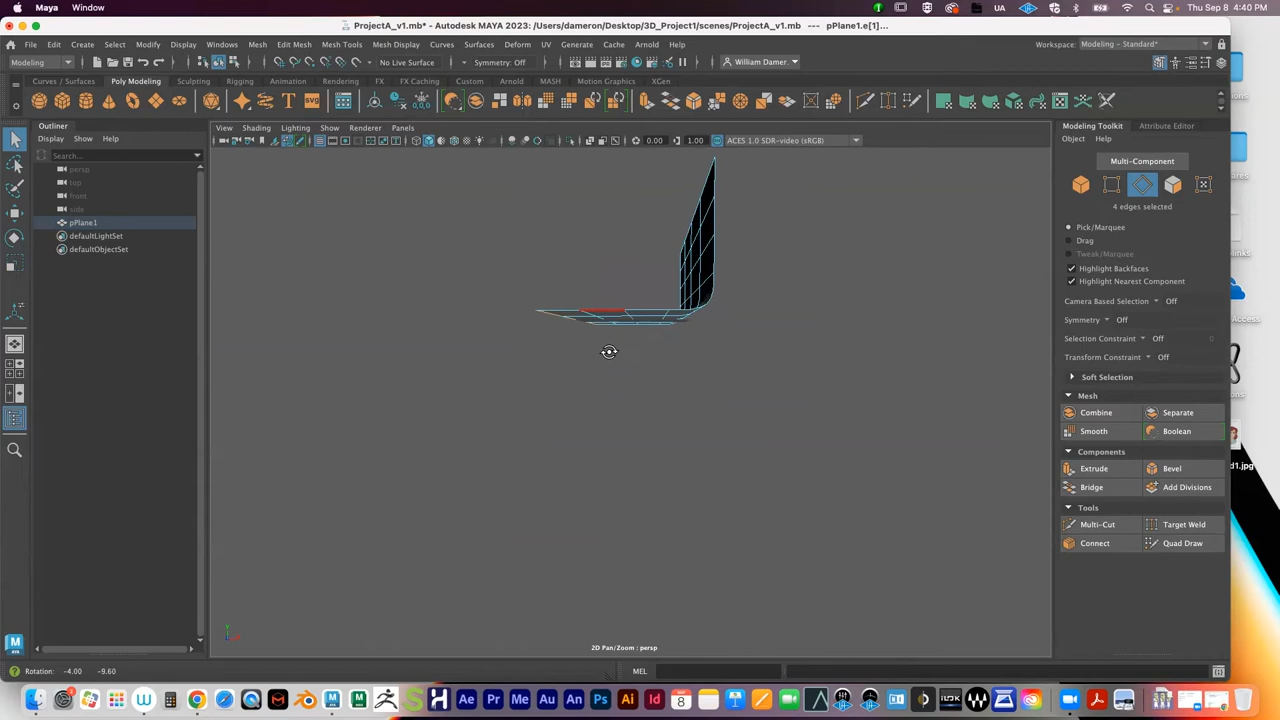 Maya Window UA Thu Sep 8 4:40 PM
ProjectA_v1.mb* - Autodesk MAYA 2023: /Users/dameron/Desktop/3D_Project1/scenes/ProjectA_v1.mb --- pPlane1.e[1]...
File Edit Create Select Modify Display Windows Mesh Edit Mesh Mesh Tools Mesh Display Curves Surfaces Deform UV Generate Cache Arnold Help Workspace: Modeling - Standard*
Modeling No Live Surface Symmetry: Off William Damer...
Curves / Surfaces Poly Modeling Sculpting Rigging Animation Rendering FX FX Caching Custom Arnold MASH Motion Graphics XGen
Outliner
Display Show Help
Search...
persp
top
front
side
pPlane1
defaultLightSet
defaultObjectSet
View Shading Lighting Show Renderer Panels
0.00 1.00 ACES 1.0 SDR-video (sRGB)
2D Pan/Zoom : persp
Modeling Toolkit Attribute Editor
Object Help
Multi-Component
4 edges selected
Pick/Marquee
Drag
Tweak/Marquee
Highlight Backfaces
Highlight Nearest Component
Camera Based Selection Off
Symmetry Off
Selection Constraint Off 0
Transform Constraint Off
Soft Selection
Mesh
Combine Separate
Smooth Boolean
Components
Extrude Bevel
Bridge Add Divisions
Tools
Multi-Cut Target Weld
Connect Quad Draw
Rotation: -4.00 -9.60 MEL